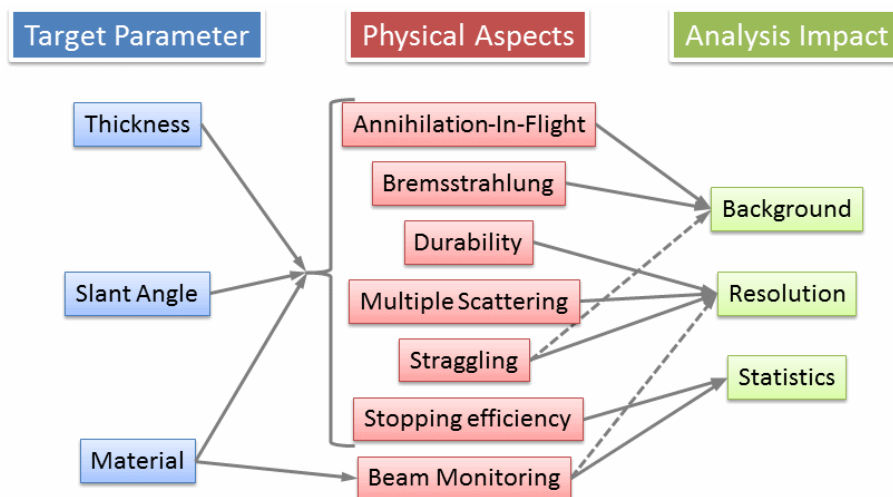 Target Parameter
Physical Aspects
Analysis Impact
Thickness
Slant Angle
Material
Annihilation-In-Flight
Bremsstrahlung
Durability
Multiple Scattering
Straggling
Stopping efficiency
Beam Monitoring
Background
Resolution
Statistics